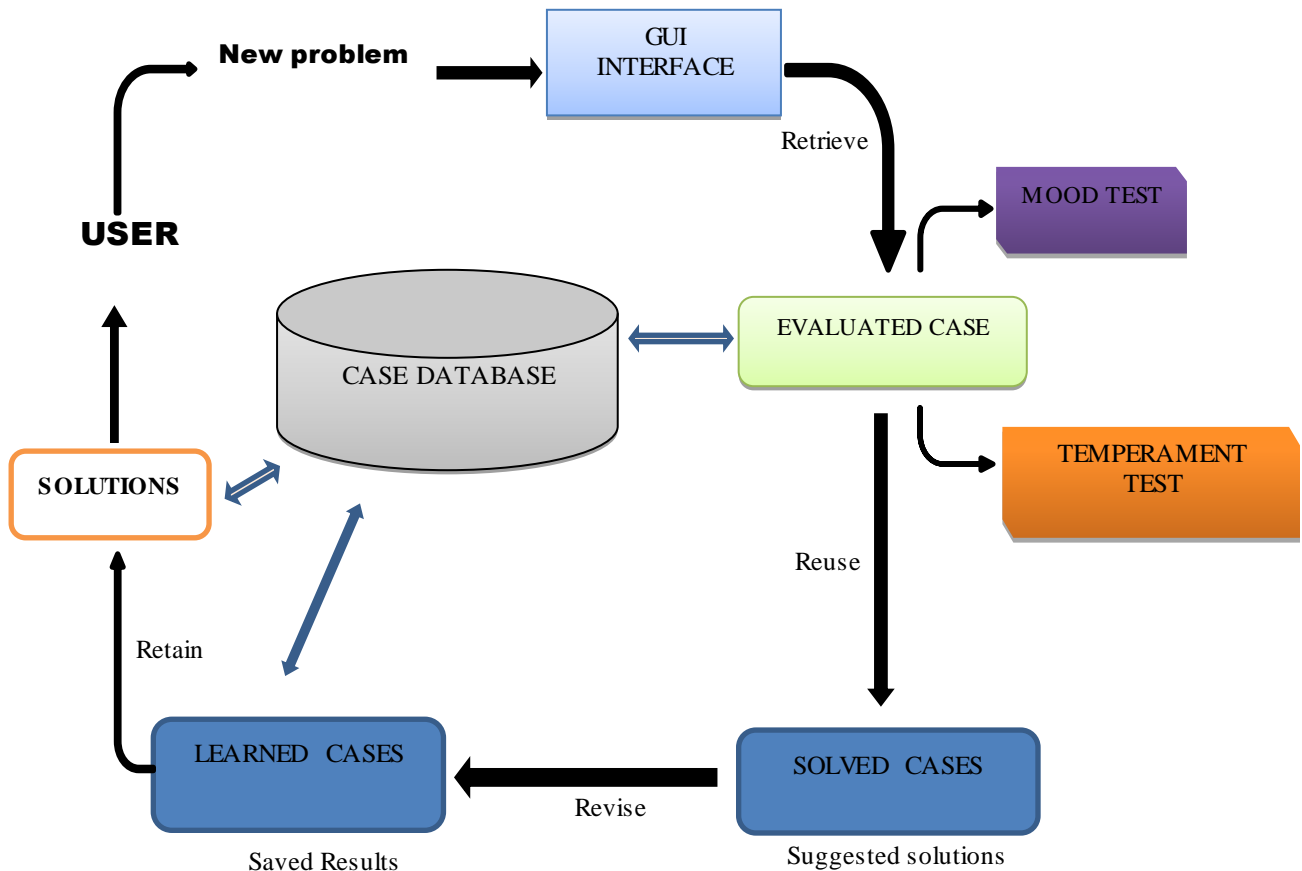 New problem
GUI
INTERFACE
Retrieve
MOOD TEST
USER
EVALUATED CASE
CASE DATABASE
TEMPERAMENT
TEST
SOLUTIONS
Reuse
Retain
LEARNED CASES
SOLVED CASES
Revise
Saved Results
Suggested solutions